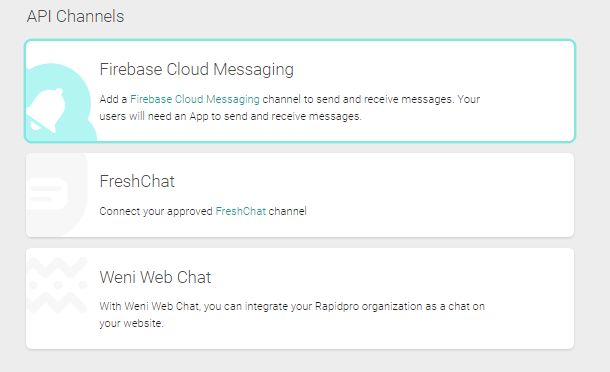 API Channels
Firebase Cloud Messaging
Add a Firebase Cloud Messaging channel to send and receive messages. Your
users will need an App to send and receive messages.
FreshChat
Connect your approved FreshChat channel
Weni Web Chat
With Weni Web Chat, you can integrate your Rapidpro organization as a chat on
your website.